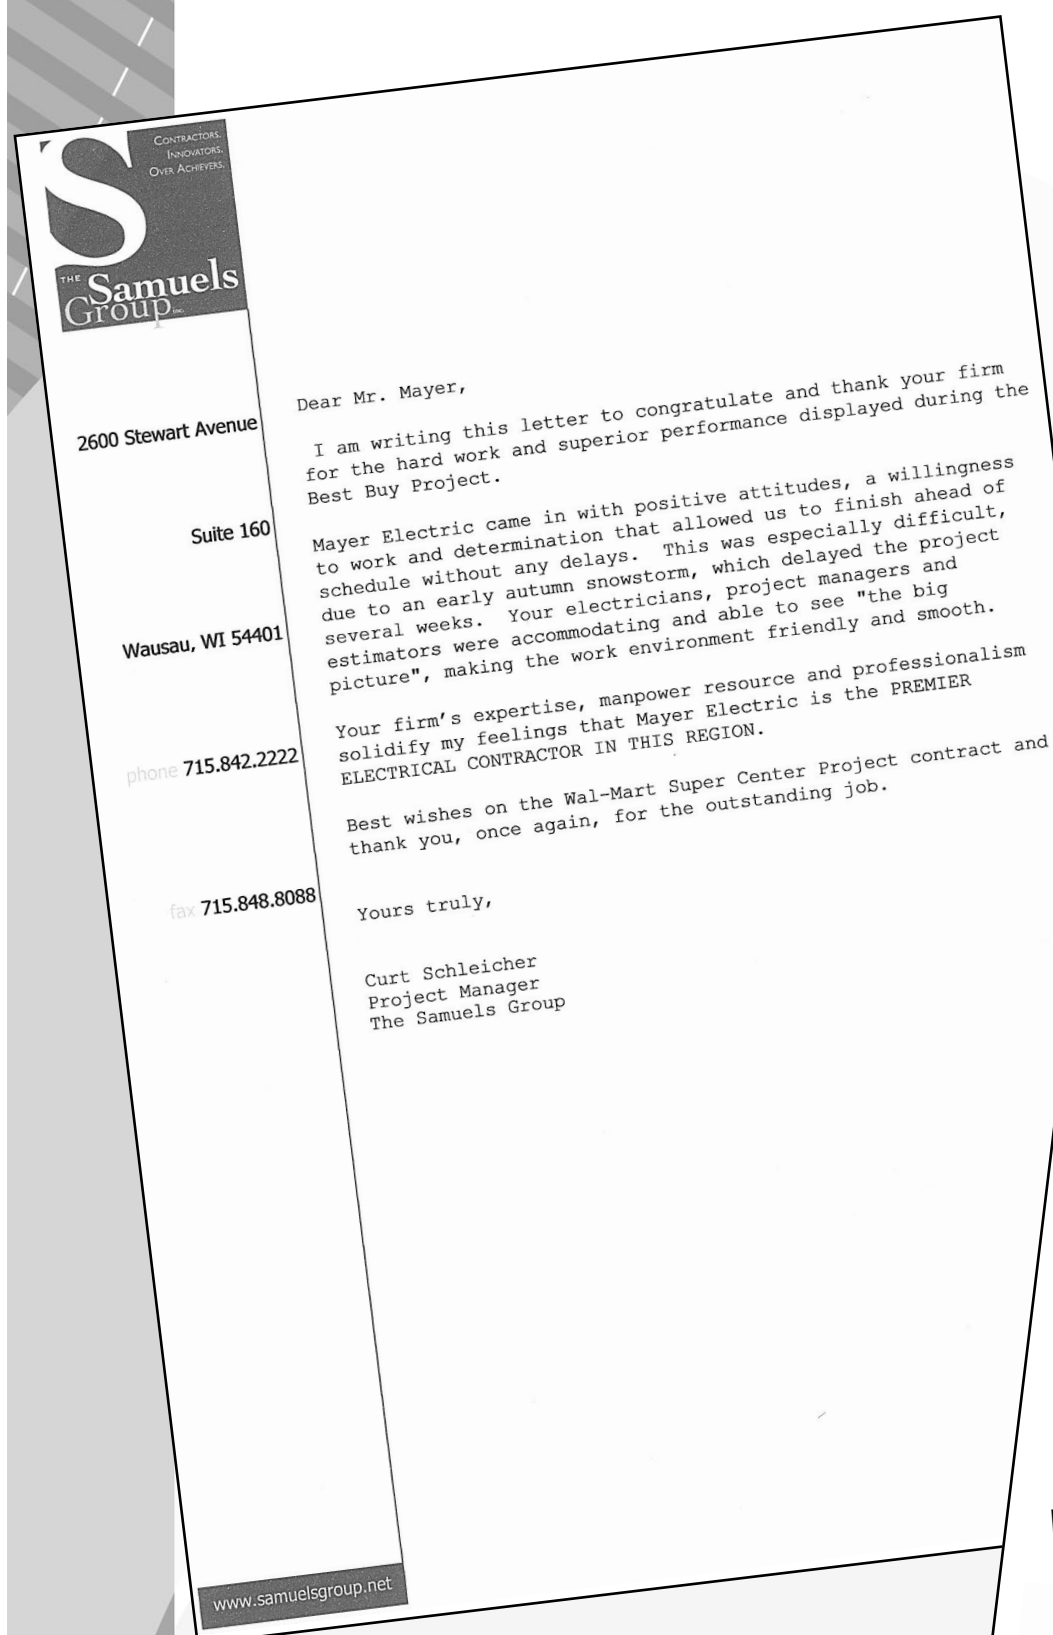 CONTRACTORS.
INNOVATORS.
OVER ACHIEVERS.
THE Samuels
Group inc.
2600 Stewart Avenue
Suite 160
Wausau, WI 54401
phone 715.842.2222
fax 715.848.8088
Dear Mr. Mayer,
I am writing this letter to congratulate and thank your firm
for the hard work and superior performance displayed during the
Best Buy Project.
Mayer Electric came in with positive attitudes, a willingness
to work and determination that allowed us to finish ahead of
schedule without any delays. This was especially difficult,
due to an early autumn snowstorm, which delayed the project
several weeks. Your electricians, project managers and
estimators were accommodating and able to see "the big
picture", making the work environment friendly and smooth.
Your firm's expertise, manpower resource and professionalism
solidify my feelings that Mayer Electric is the PREMIER
ELECTRICAL CONTRACTOR IN THIS REGION.
Best wishes on the Wal-Mart Super Center Project contract and
thank you, once again, for the outstanding job.
Yours truly,
Curt Schleicher
Project Manager
The Samuels Group
www.samuelsgroup.net